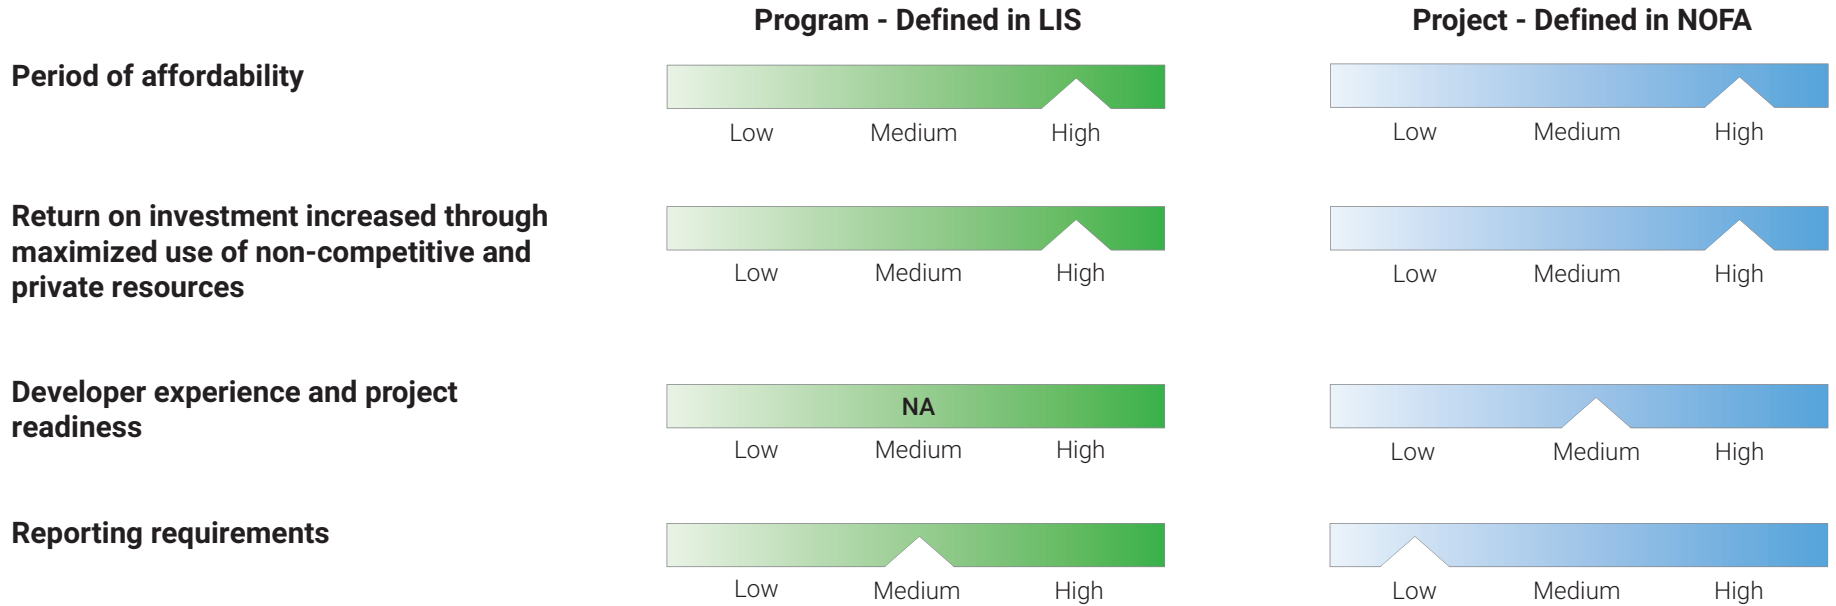 Program - Defined in LIS
Project - Defined in NOFA
Period of affordability
Low Medium High
Low Medium High
Return on investment increased through
maximized use of non-competitive and
private resources
Low Medium High
Low Medium High
Developer experience and project
readiness
NA
Low Medium High
Low Medium High
Reporting requirements
Low Medium High
Low Medium High